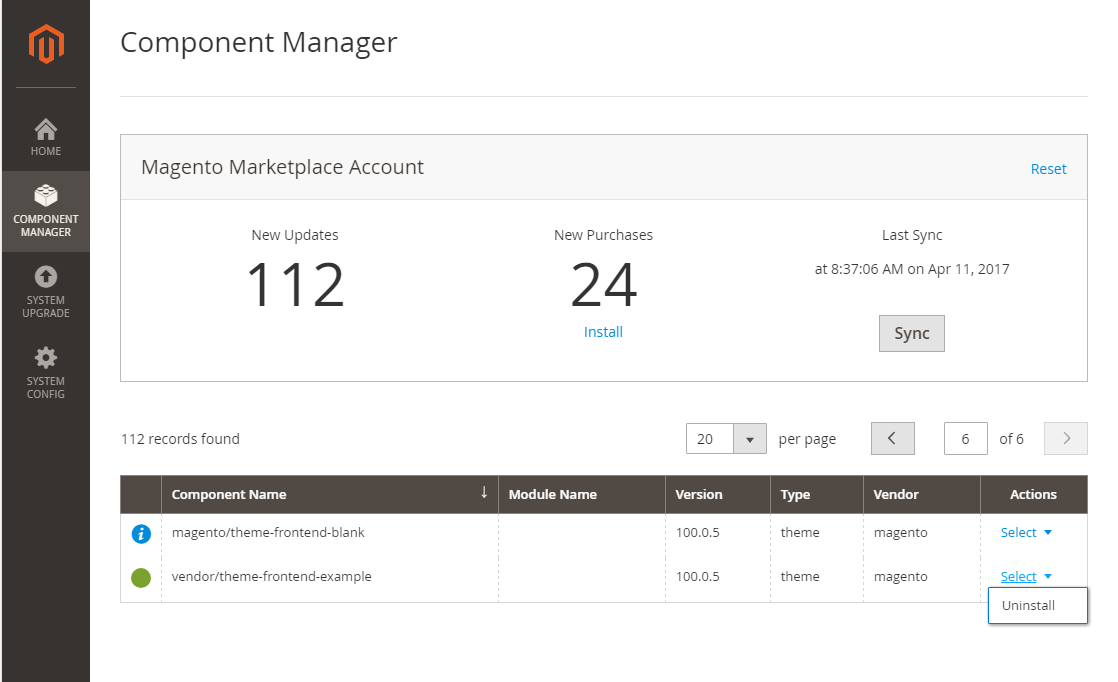 Component Manager
HOME
COMPONENT
MANAGER
SYSTEM
UPGRADE
SYSTEM
CONFIG
Magento Marketplace Account
Reset
New Updates
New Purchases
Last Sync
112
24
at 8:37:06 AM on Apr 11, 2017
Install
Sync
112 records found
20
per page
6
of 6
Component Name ↓ Module Name Version Type Vendor Actions
i magento/theme-frontend-blank 100.0.5 theme magento Select
vendor/theme-frontend-example 100.0.5 theme magento Select
Uninstall